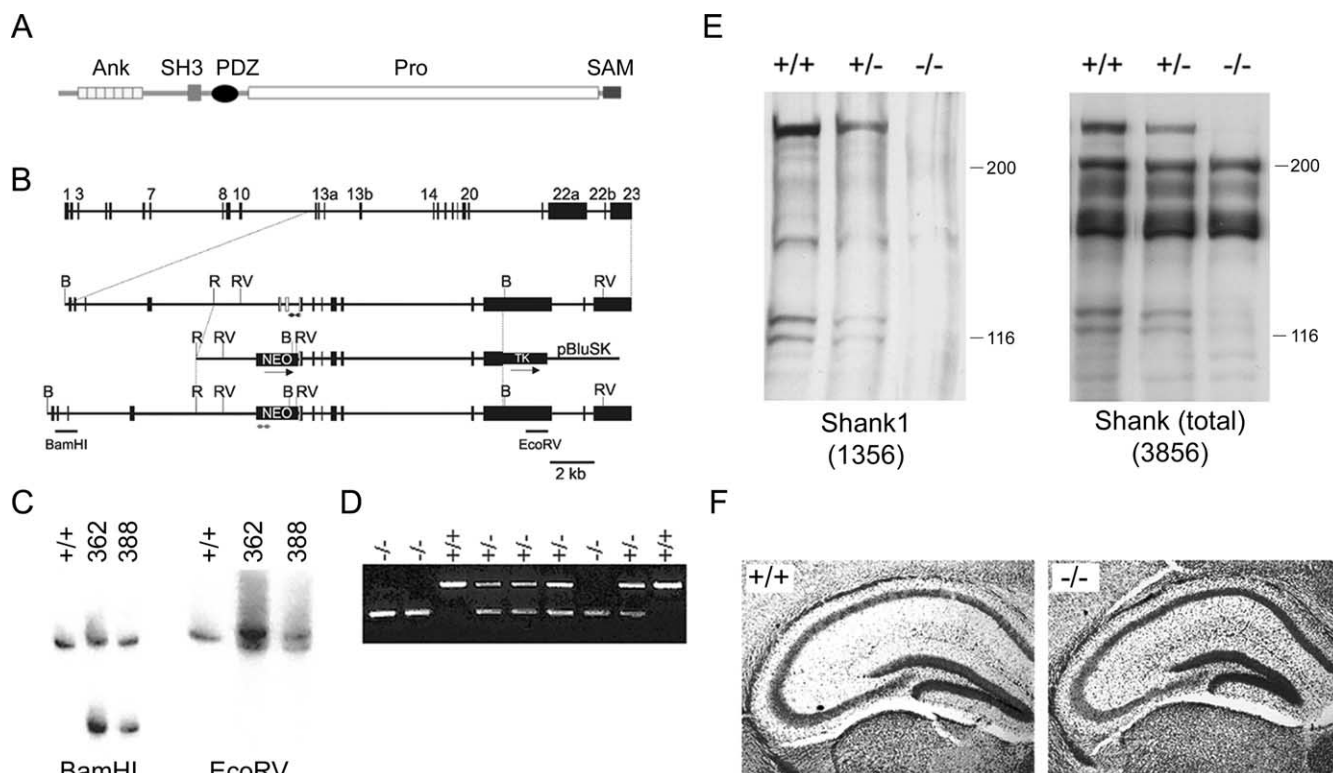 A
Ank SH3 PDZ Pro SAM
B
1 3 7 8 10 13a 13b 14 20 22a 22b 23
B R RV B RV
R RV B RV pBluSK
NEO TK
B R RV B RV B RV
NEO
BamHI EcoRV
2 kb
C
+/+ 362 388 +/+ 362 388
BamHI EcoRV
D
-/- -/- +/+ +/- +/- +/- -/- +/- +/+
E
+/+ +/- -/- +/+ +/- -/-
200 200
116 116
Shank1 Shank (total)
(1356) (3856)
F
+/+ -/-